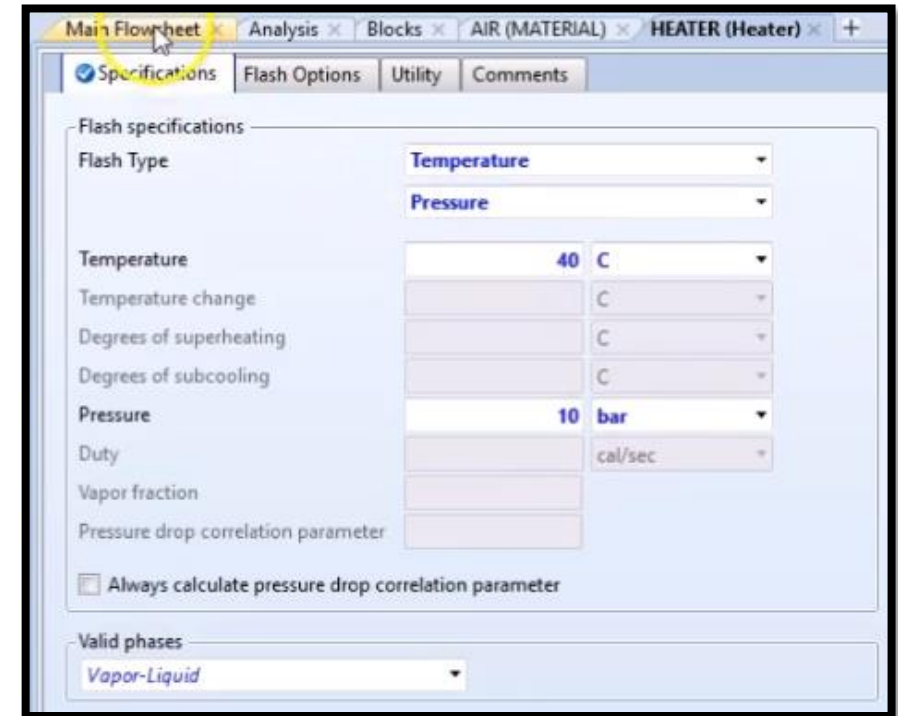 Main Flowsheet Analysis Blocks AIR (MATERIAL) HEATER (Heater) +
Specifications Flash Options Utility Comments
Flash specifications
Flash Type Temperature
Pressure
Temperature 40 C
Temperature change C
Degrees of superheating C
Degrees of subcooling C
Pressure 10 bar
Duty cal/sec
Vapor fraction
Pressure drop correlation parameter
Always calculate pressure drop correlation parameter
Valid phases
Vapor-Liquid